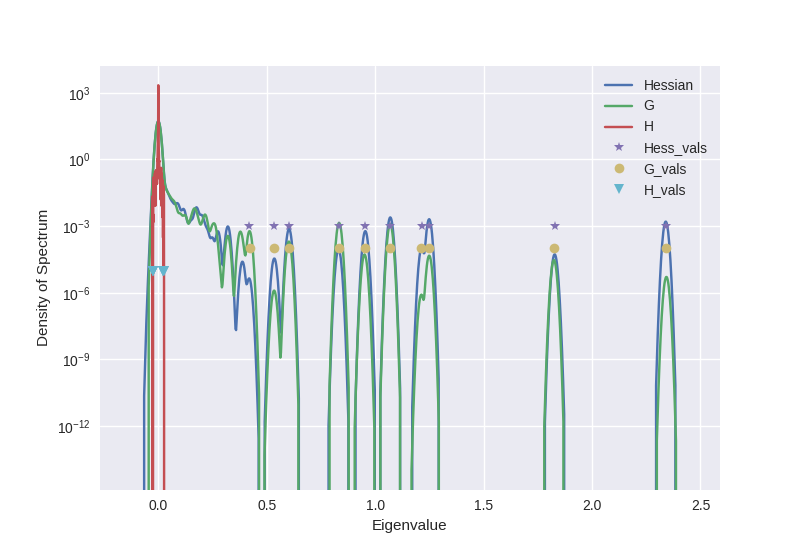 Density of Spectrum
10^3
10^0
10^−3
10^−6
10^−9
10^−12
Hessian
G
H
Hess_vals
G_vals
H_vals
0.0 0.5 1.0 1.5 2.0 2.5
Eigenvalue